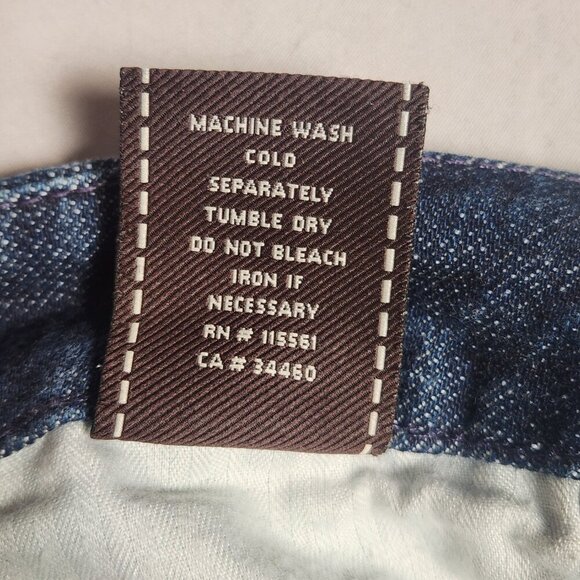 MACHINE WASH
COLD
SEPARATELY
TUMBLE DRY
DO NOT BLEACH
IRON IF
NECESSARY
RN # 115561
CA # 34460